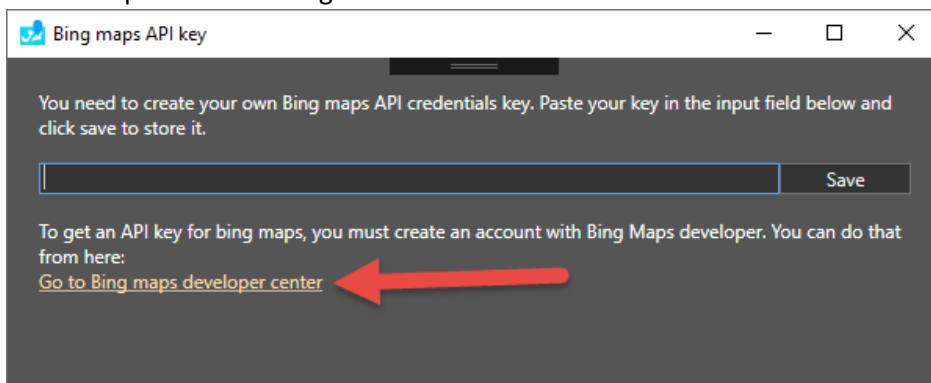 Bing maps API key
You need to create your own Bing maps API credentials key. Paste your key in the input field below and
click save to store it.
Save
To get an API key for bing maps, you must create an account with Bing Maps developer. You can do that
from here:
Go to Bing maps developer center